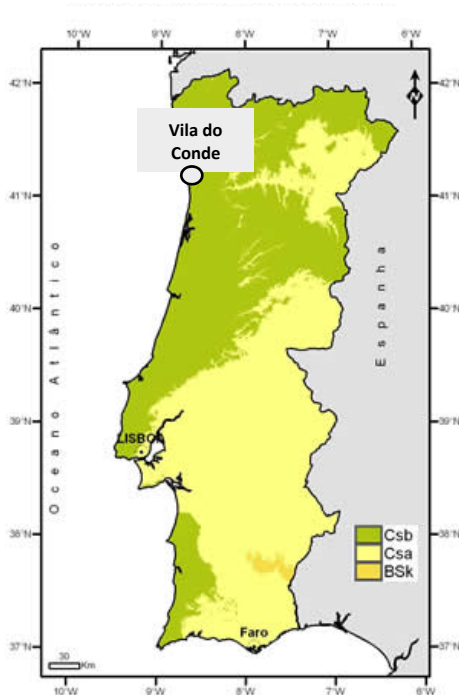 10°W 9°W 8°W 7°W 6°W
42°N 42°N
Vila do
Conde
41°N 41°N
40°N 40°N
Oceano Atlântico
Espanha
39°N 39°N
LISBOA
38°N 38°N
Csb
Csa
BSk
Faro
37°N 37°N
30
Km
10°W 9°W 8°W 7°W 6°W
N